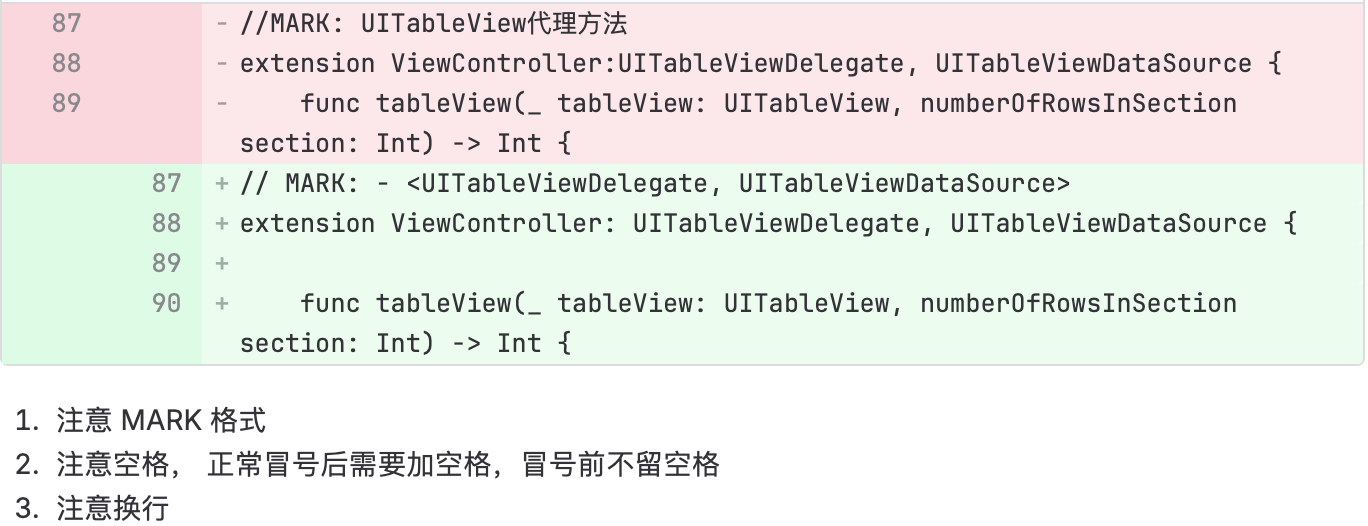 87 - //MARK: UITableView代理方法
88 - extension ViewController:UITableViewDelegate, UITableViewDataSource {
89 -     func tableView(_ tableView: UITableView, numberOfRowsInSection
section: Int) -> Int {
87 + // MARK: - <UITableViewDelegate, UITableViewDataSource>
88 + extension ViewController: UITableViewDelegate, UITableViewDataSource {
89 +
90 +     func tableView(_ tableView: UITableView, numberOfRowsInSection
section: Int) -> Int {
1. 注意 MARK 格式
2. 注意空格， 正常冒号后需要加空格，冒号前不留空格
3. 注意换行